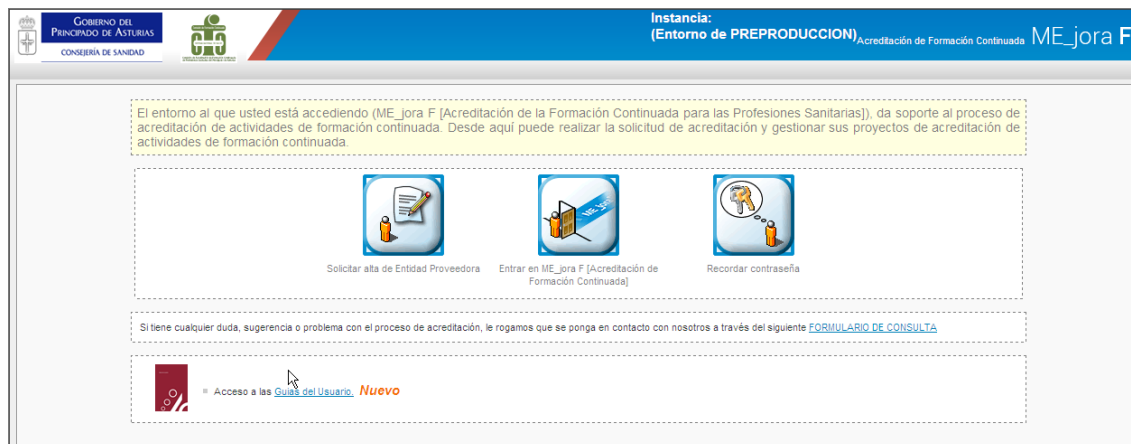 GOBIERNO DEL
PRINCIPADO DE ASTURIAS
CONSEJERÍA DE SANIDAD
Instancia:
(Entorno de PREPRODUCCION)
Acreditación de Formación Continuada ME_jora F
El entorno al que usted está accediendo (ME_jora F [Acreditación de la Formación Continuada para las Profesiones Sanitarias]), da soporte al proceso de
acreditación de actividades de formación continuada. Desde aquí puede realizar la solicitud de acreditación y gestionar sus proyectos de acreditación de
actividades de formación continuada.
Solicitar alta de Entidad Proveedora
Entrar en ME_jora F [Acreditación de
Formación Continuada]
Recordar contraseña
Si tiene cualquier duda, sugerencia o problema con el proceso de acreditación, le rogamos que se ponga en contacto con nosotros a través del siguiente FORMULARIO DE CONSULTA
Acceso a las Guias del Usuario. Nuevo